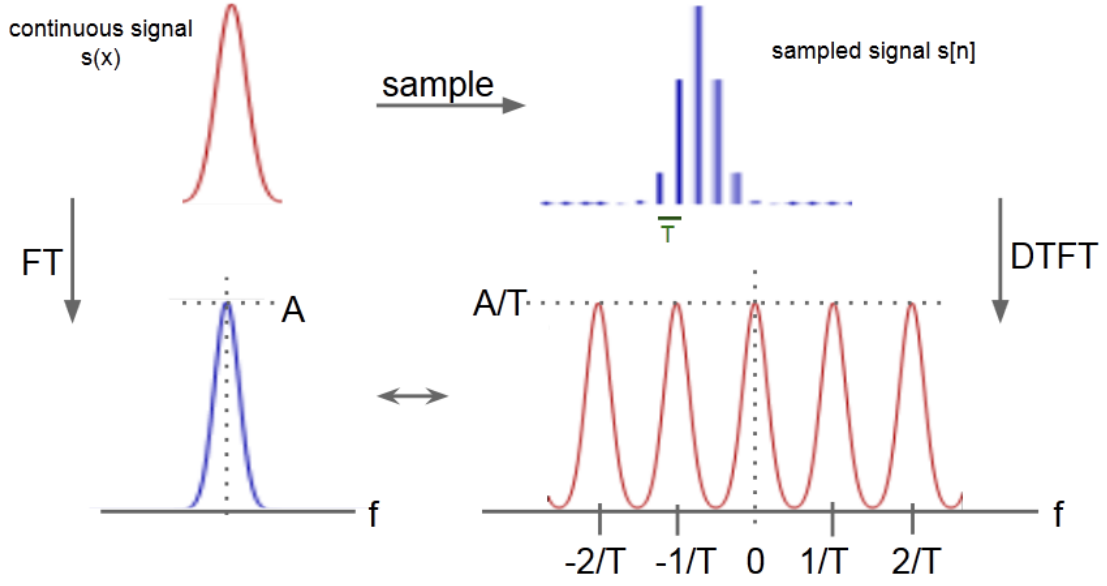 continuous signal
s(x)
sample
sampled signal s[n]
T
FT
DTFT
A
A/T
f
-2/T
-1/T
0
1/T
2/T
f